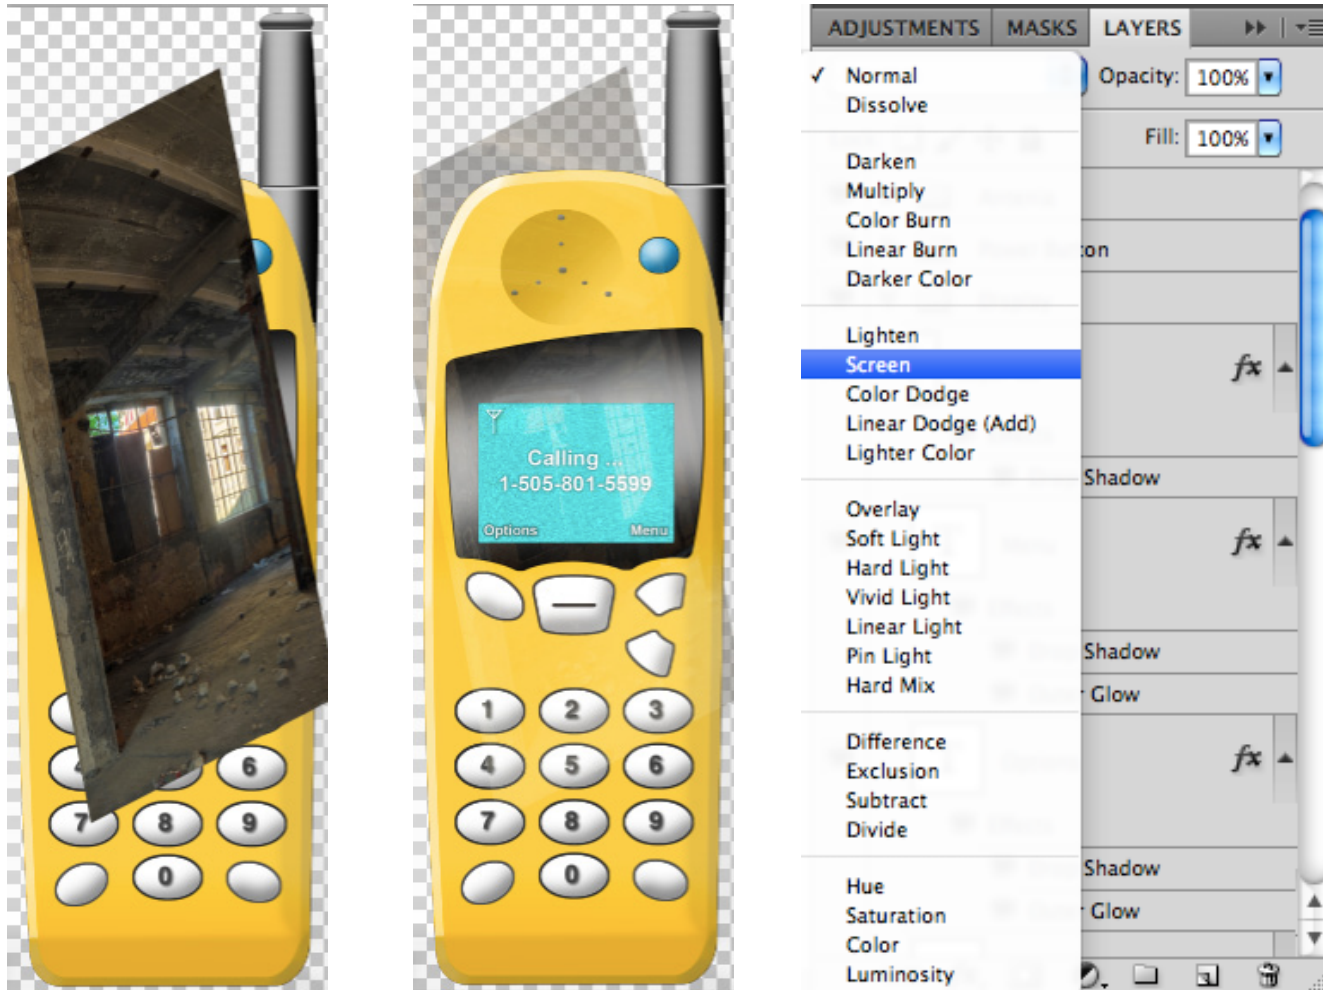 6
7
8
9
0
Calling ...
1-505-801-5599
Options
Menu
1
2
3
4
5
6
7
8
9
0
ADJUSTMENTS
MASKS
LAYERS
✓ Normal
Opacity: 100%
Dissolve
Fill: 100%
Darken
Multiply
Color Burn
Linear Burn
Darker Color
Lighten
Screen
Color Dodge
Linear Dodge (Add)
Lighter Color
Overlay
Soft Light
Hard Light
Vivid Light
Linear Light
Pin Light
Hard Mix
Difference
Exclusion
Subtract
Divide
Hue
Saturation
Color
Luminosity
fx
Shadow
fx
Shadow
Glow
fx
Shadow
Glow